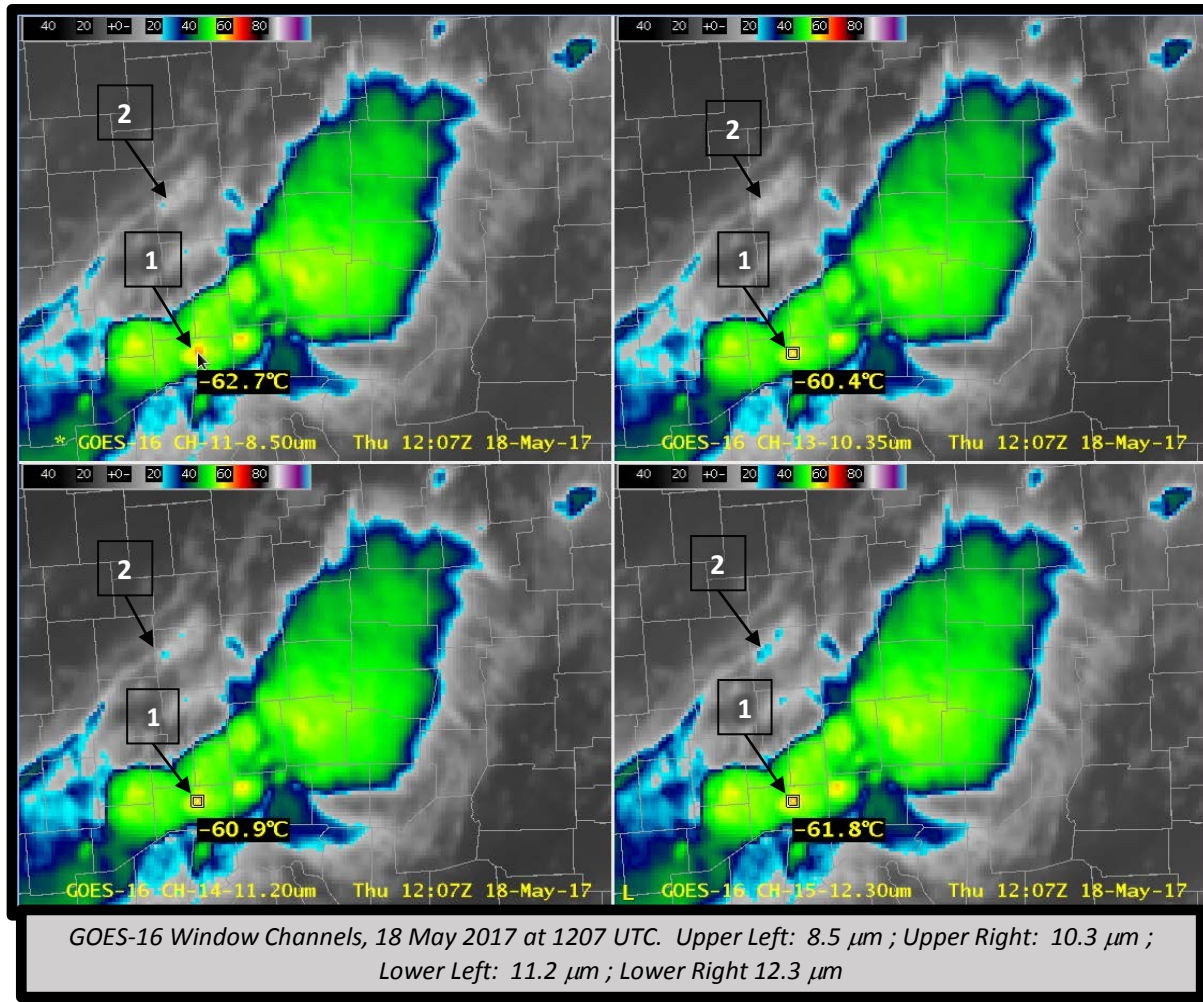 40 20 +0- 20 40 60 80
40 20 +0- 20 40 60 80
2
2
1
1
-62.7°C
-60.4°C
* GOES-16 CH-11-8.50um Thu 12:07Z 18-May-17
GOES-16 CH-13-10.35um Thu 12:07Z 18-May-17
40 20 +0- 20 40 60 80
40 20 +0- 20 40 60 80
2
2
1
1
-60.9°C
-61.8°C
GOES-16 CH-14-11.20um Thu 12:07Z 18-May-17
L GOES-16 CH-15-12.30um Thu 12:07Z 18-May-17
GOES-16 Window Channels, 18 May 2017 at 1207 UTC. Upper Left: 8.5 μm ; Upper Right: 10.3 μm ;
Lower Left: 11.2 μm ; Lower Right 12.3 μm